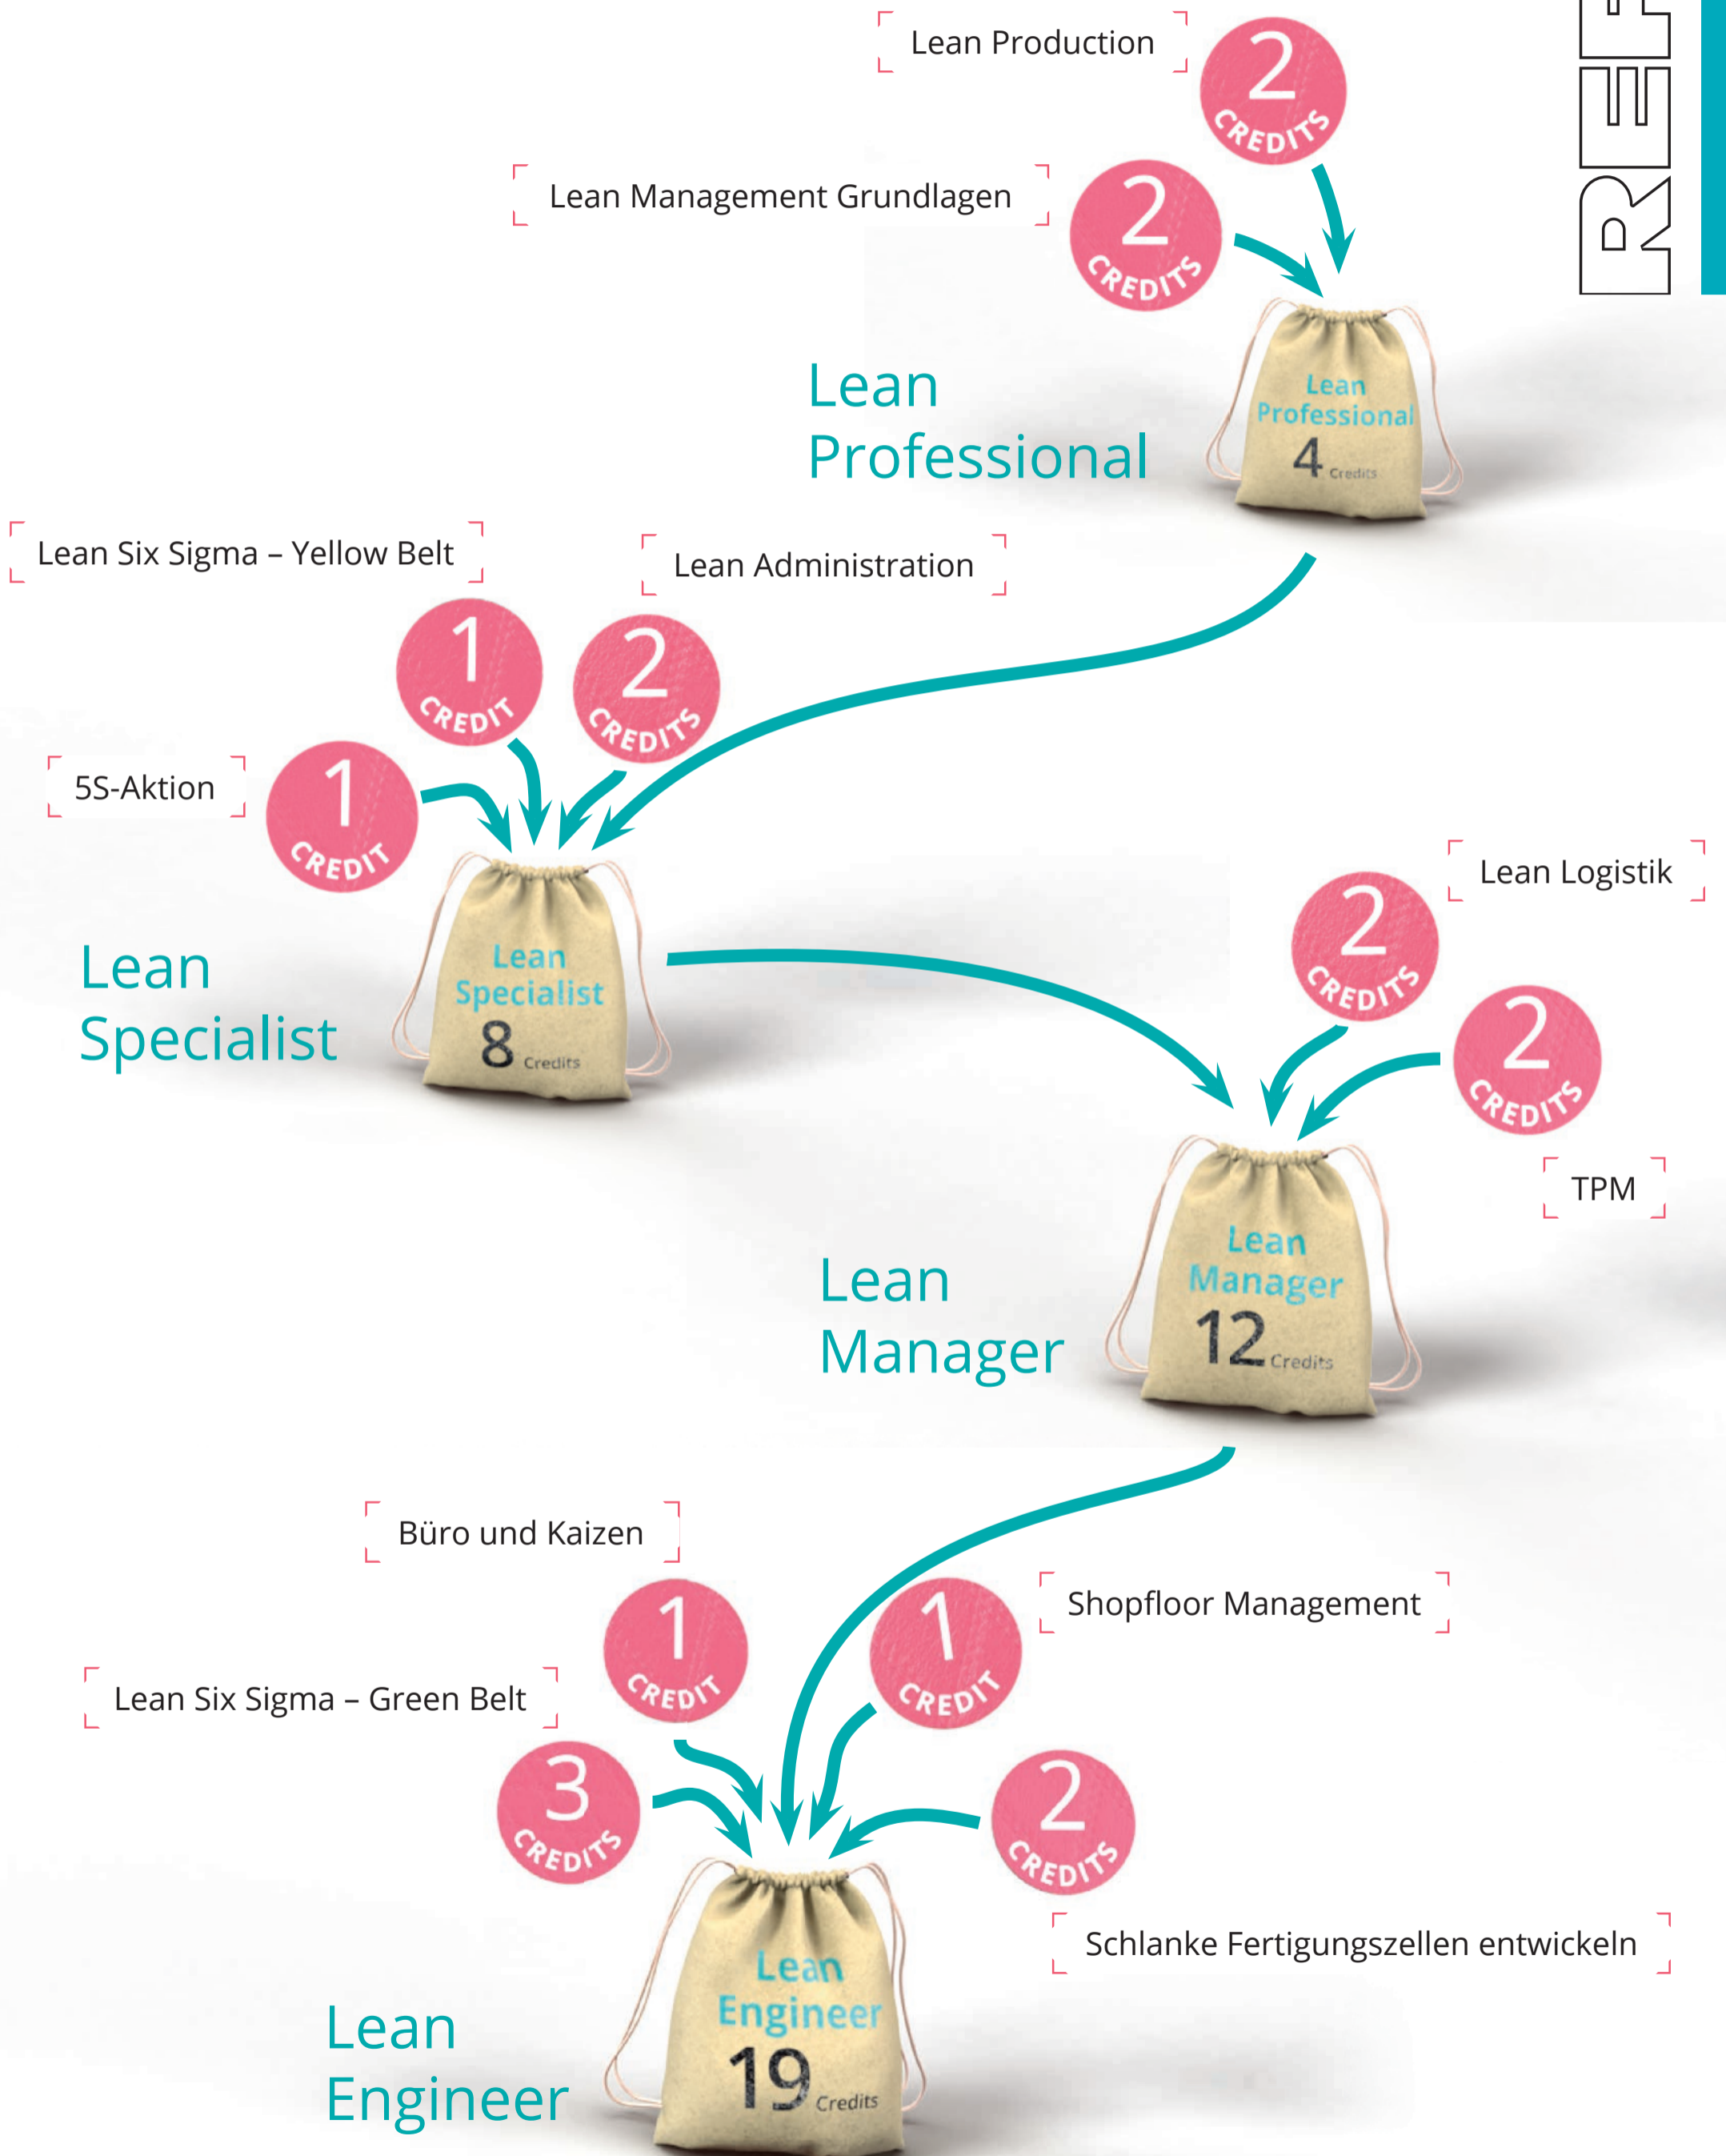 Lean Production
2
CREDITS
Lean Management Grundlagen
2
CREDITS
Lean
Professional
Lean
Professional
4 Credits
Lean Six Sigma – Yellow Belt
Lean Administration
1
CREDIT
2
CREDITS
5S-Aktion
1
CREDIT
Lean
Specialist
Lean
Specialist
8 Credits
Lean Logistik
2
CREDITS
2
CREDITS
TPM
Lean
Manager
Lean
Manager
12 Credits
Büro und Kaizen
1
CREDIT
Shopfloor Management
1
CREDIT
Lean Six Sigma – Green Belt
3
CREDITS
2
CREDITS
Schlanke Fertigungszellen entwickeln
Lean
Engineer
Lean
Engineer
19 Credits